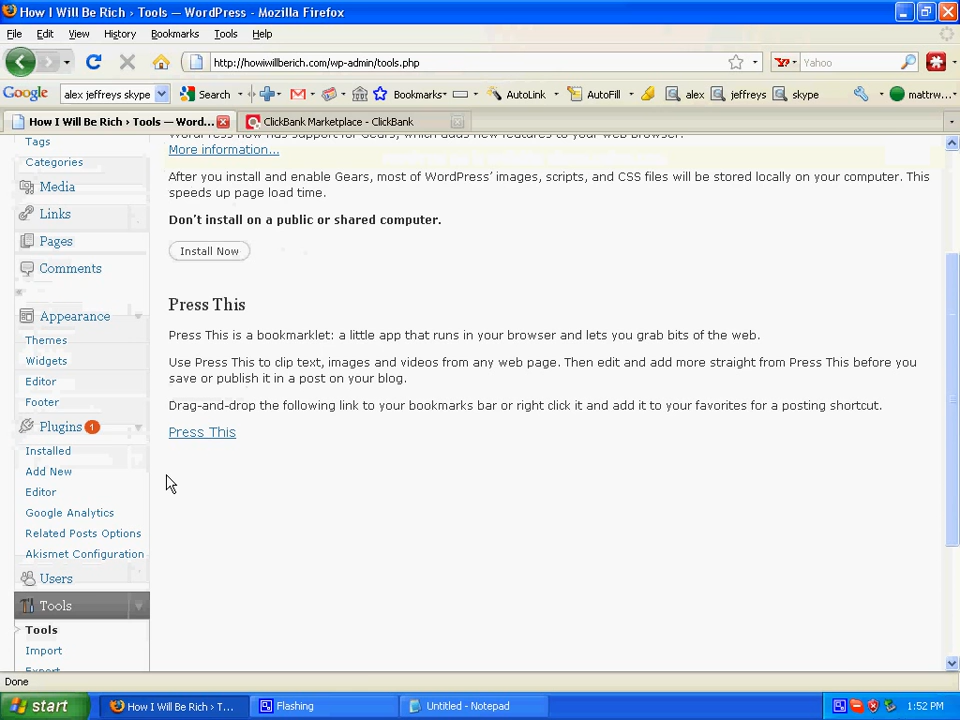 How I Will Be Rich › Tools — WordPress - Mozilla Firefox
File Edit View History Bookmarks Tools Help
http://howiwillberich.com/wp-admin/tools.php
Yahoo
Google alex jeffreys skype Search Bookmarks AutoLink AutoFill alex jeffreys skype mattrw...
How I Will Be Rich › Tools — Word... ClickBank Marketplace - ClickBank
Tags
Categories
Media
Links
Pages
Comments
Appearance
Themes
Widgets
Editor
Footer
Plugins 1
Installed
Add New
Editor
Google Analytics
Related Posts Options
Akismet Configuration
Users
Tools
Tools
Import
More information...
After you install and enable Gears, most of WordPress’ images, scripts, and CSS files will be stored locally on your computer. This
speeds up page load time.
Don’t install on a public or shared computer.
Install Now
Press This
Press This is a bookmarklet: a little app that runs in your browser and lets you grab bits of the web.
Use Press This to clip text, images and videos from any web page. Then edit and add more straight from Press This before you
save or publish it in a post on your blog.
Drag-and-drop the following link to your bookmarks bar or right click it and add it to your favorites for a posting shortcut.
Press This
Done
start How I Will Be Rich › T... Flashing Untitled - Notepad 1:52 PM